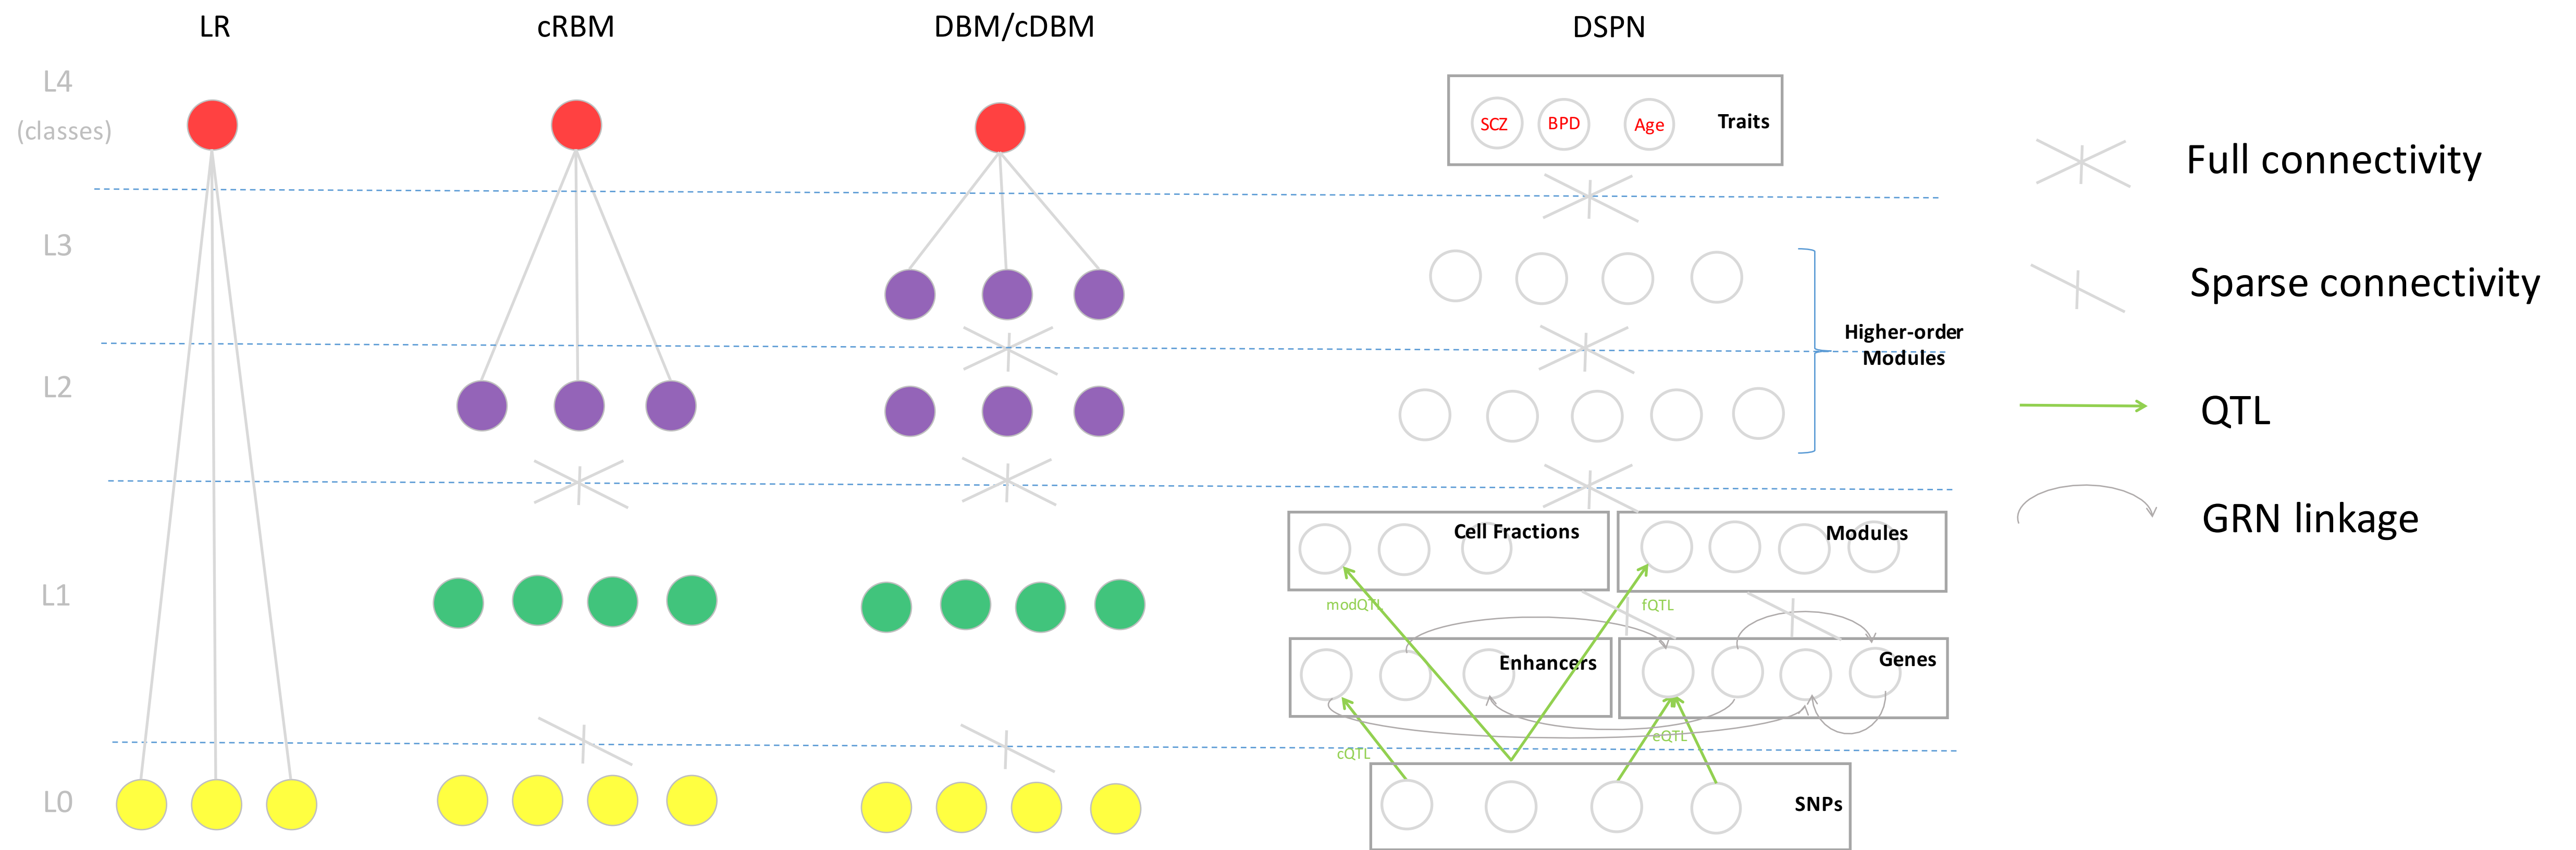 LR
cRBM
DBM/cDBM
DSPN
L4
(classes)
SCZ
BPD
Age
Traits
Full connectivity
L3
Sparse connectivity
Higher-order
Modules
L2
QTL
GRN linkage
Cell Fractions
Modules
L1
modQTL
fQTL
Enhancers
Genes
eQTL
cQTL
L0
SNPs